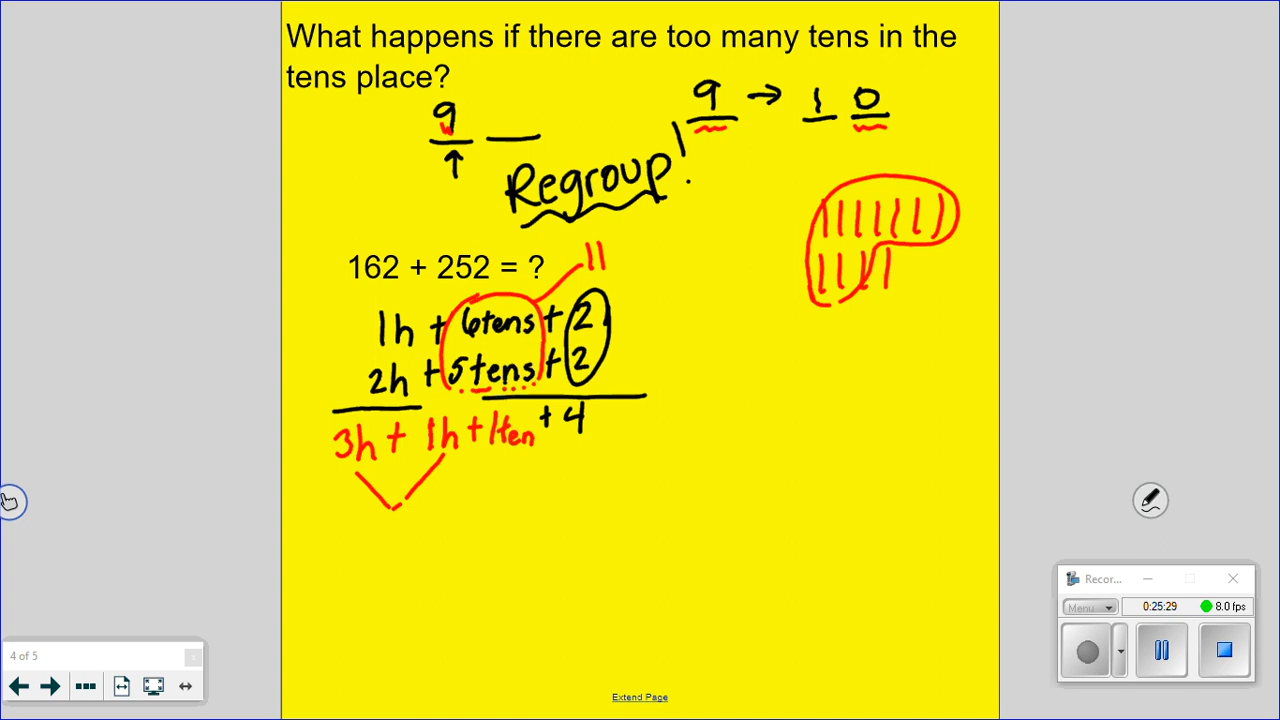 What happens if there are too many tens in the
tens place?
9 → 1 0
9
Regroup!
162 + 252 = ?
11
1h + 6tens + 2
2h + 5tens + 2
3h + 1h + 1ten + 4
Recor...
Menu
0:25:29
8.0 fps
4 of 5
Extend Page